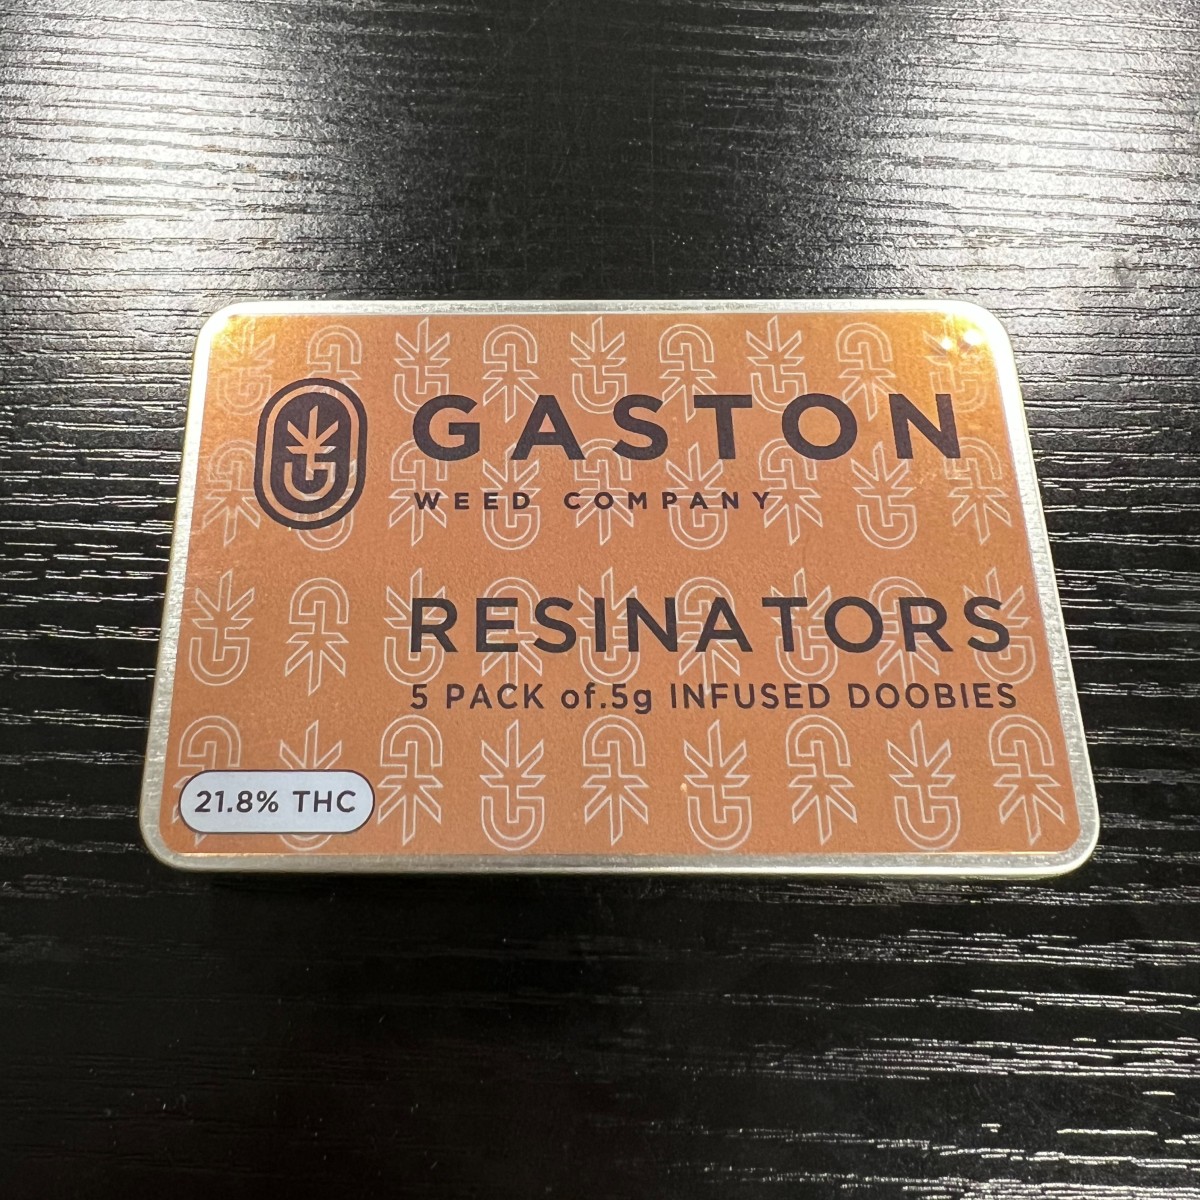 GASTON
WEED COMPANY
RESINATORS
5 PACK of.5g INFUSED DOOBIES
21.8% THC